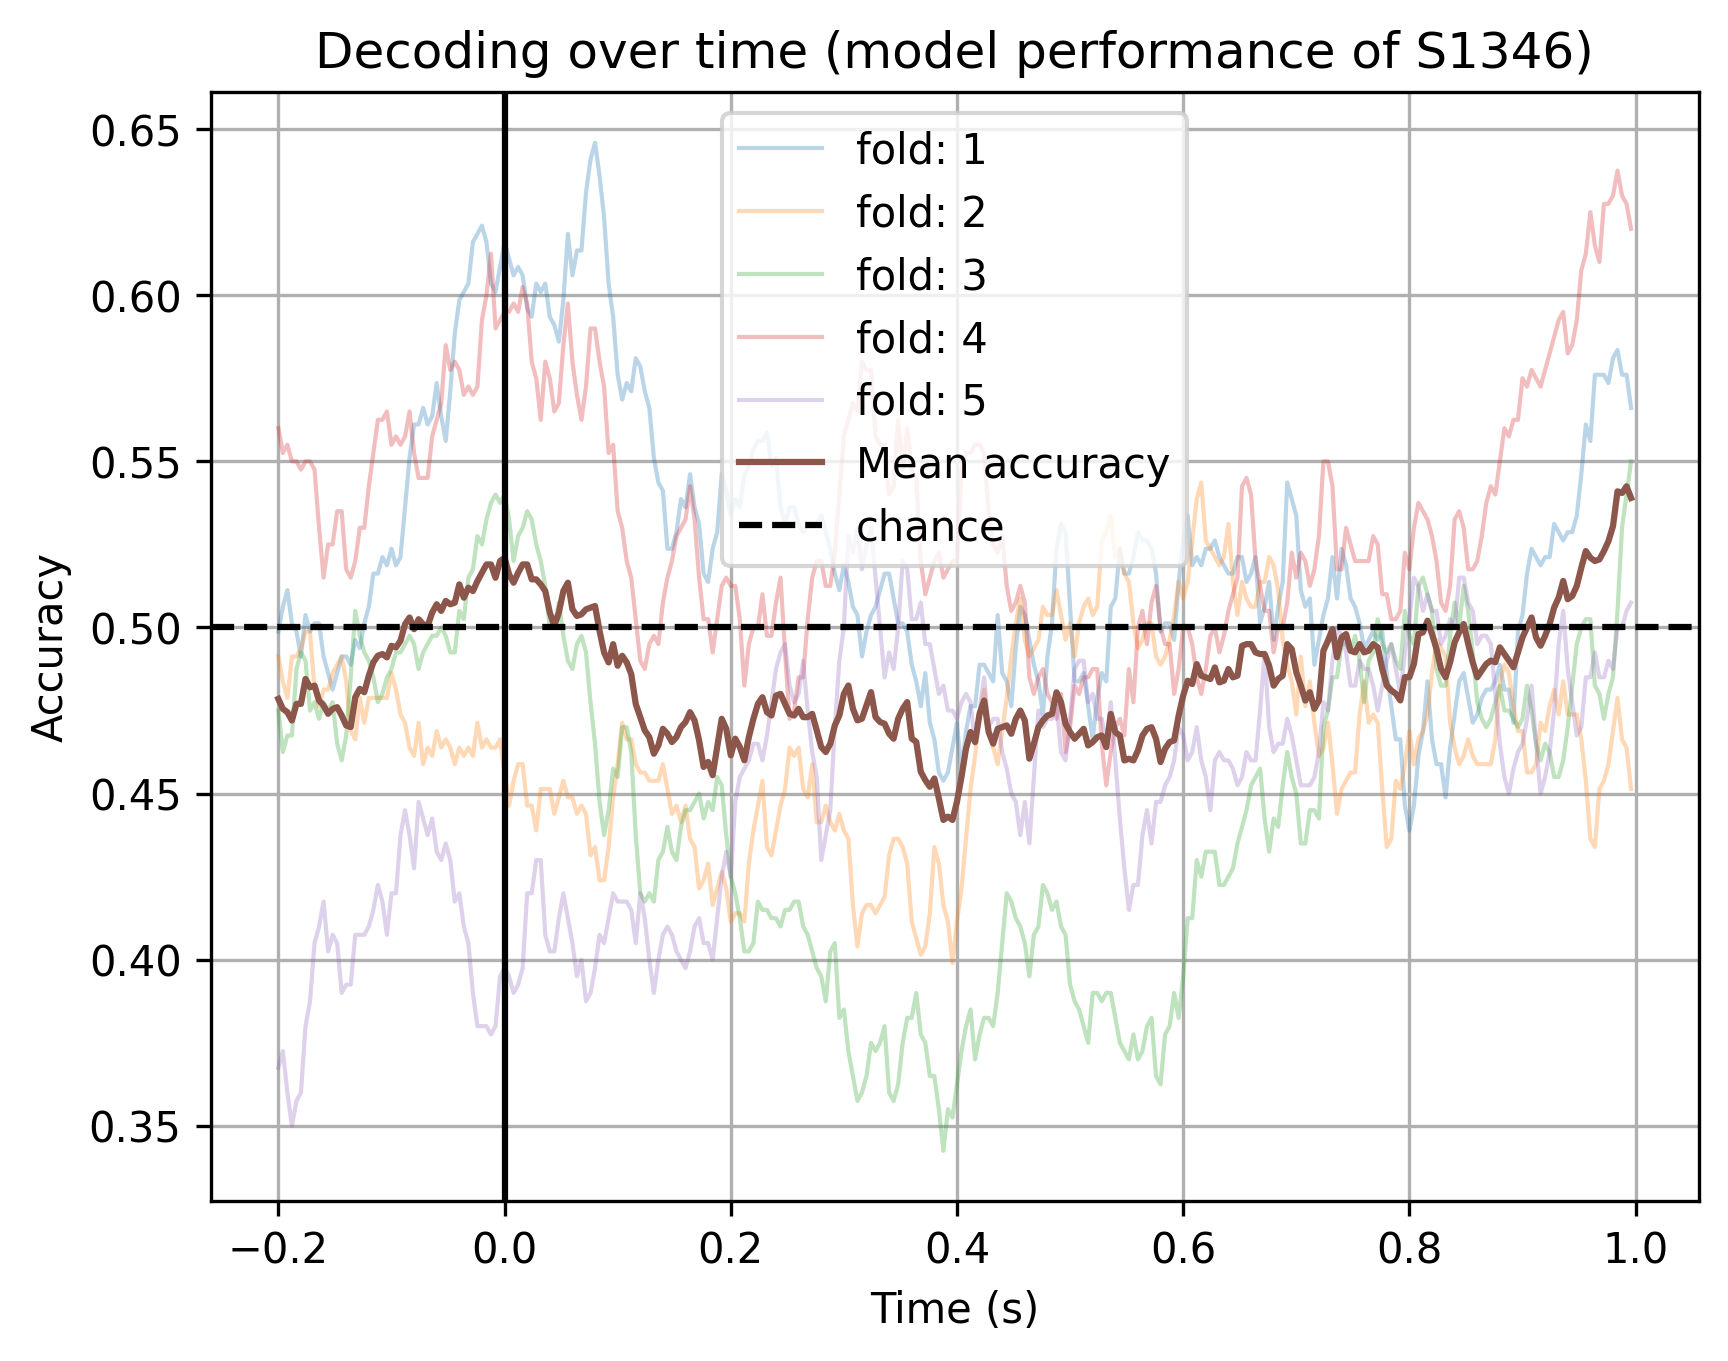 Decoding over time (model performance of S1346)
0.65
0.60
0.55
0.50
0.45
0.40
0.35
Accuracy
fold: 1
fold: 2
fold: 3
fold: 4
fold: 5
Mean accuracy
chance
−0.2 0.0 0.2 0.4 0.6 0.8 1.0
Time (s)